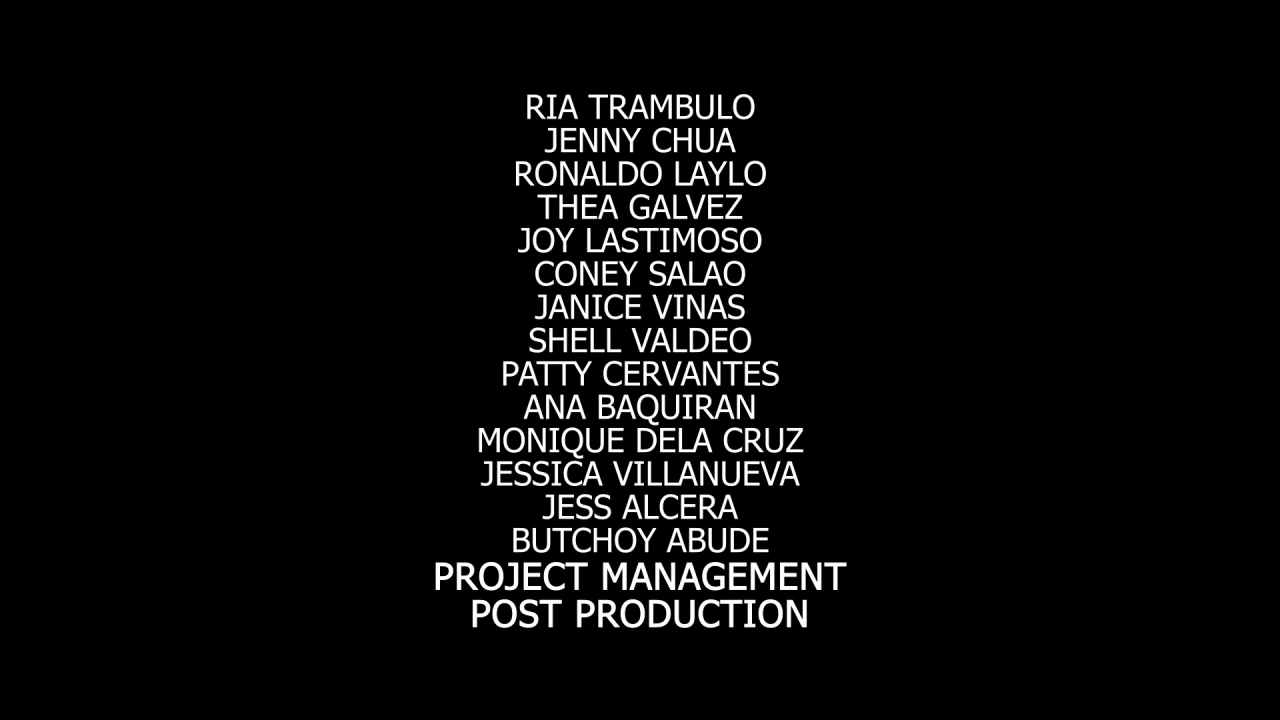 RIA TRAMBULO
JENNY CHUA
RONALDO LAYLO
THEA GALVEZ
JOY LASTIMOSO
CONEY SALAO
JANICE VINAS
SHELL VALDEO
PATTY CERVANTES
ANA BAQUIRAN
MONIQUE DELA CRUZ
JESSICA VILLANUEVA
JESS ALCERA
BUTCHOY ABUDE
PROJECT MANAGEMENT
POST PRODUCTION